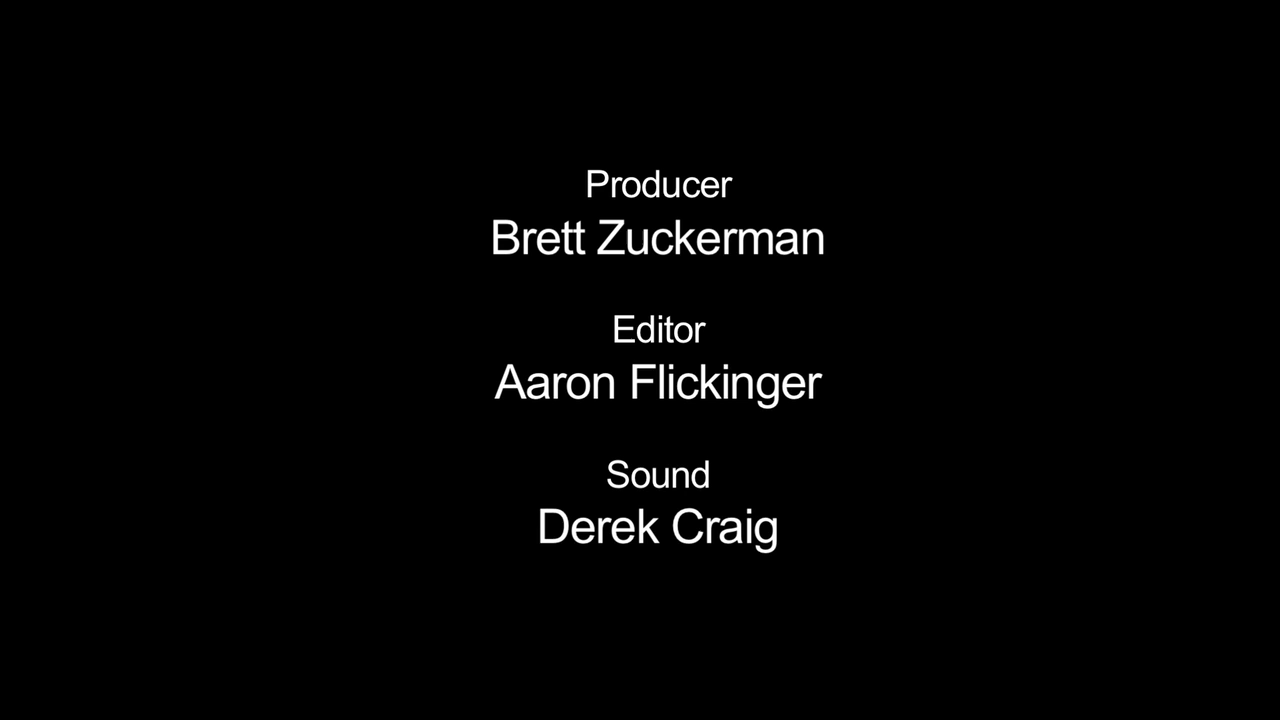 Producer
Brett Zuckerman
Editor
Aaron Flickinger
Sound
Derek Craig